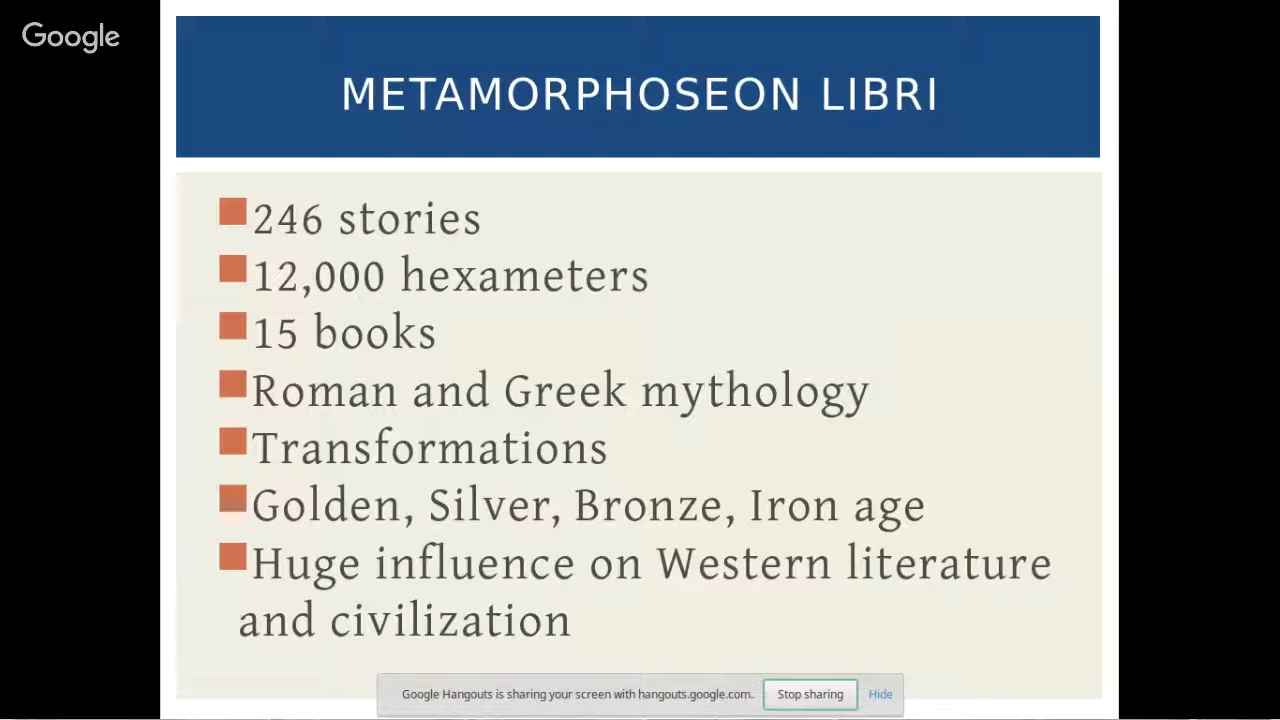 Google
METAMORPHOSEON LIBRI
246 stories
12,000 hexameters
15 books
Roman and Greek mythology
Transformations
Golden, Silver, Bronze, Iron age
Huge influence on Western literature
and civilization
Google Hangouts is sharing your screen with hangouts.google.com. Stop sharing Hide